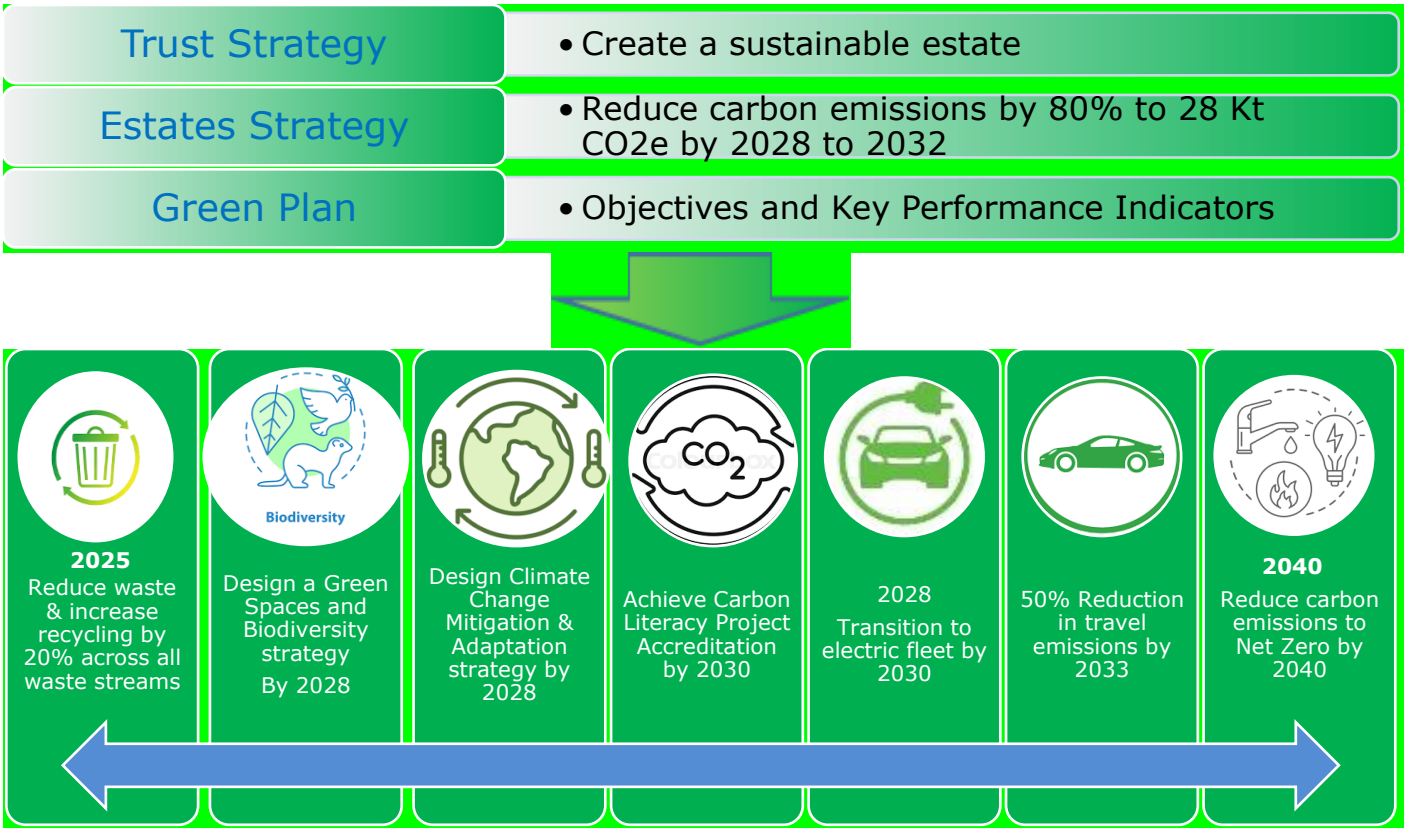 Trust Strategy
• Create a sustainable estate
Estates Strategy
• Reduce carbon emissions by 80% to 28 Kt
CO2e by 2028 to 2032
Green Plan
• Objectives and Key Performance Indicators
2025
Reduce waste
& increase
recycling by
20% across all
waste streams
Biodiversity
Design a Green
Spaces and
Biodiversity
strategy
By 2028
Design Climate
Change
Mitigation &
Adaptation
strategy by
2028
CO2
Achieve Carbon
Literacy Project
Accreditation
by 2030
2028
Transition to
electric fleet by
2030
50% Reduction
in travel
emissions by
2033
2040
Reduce carbon
emissions to
Net Zero by
2040